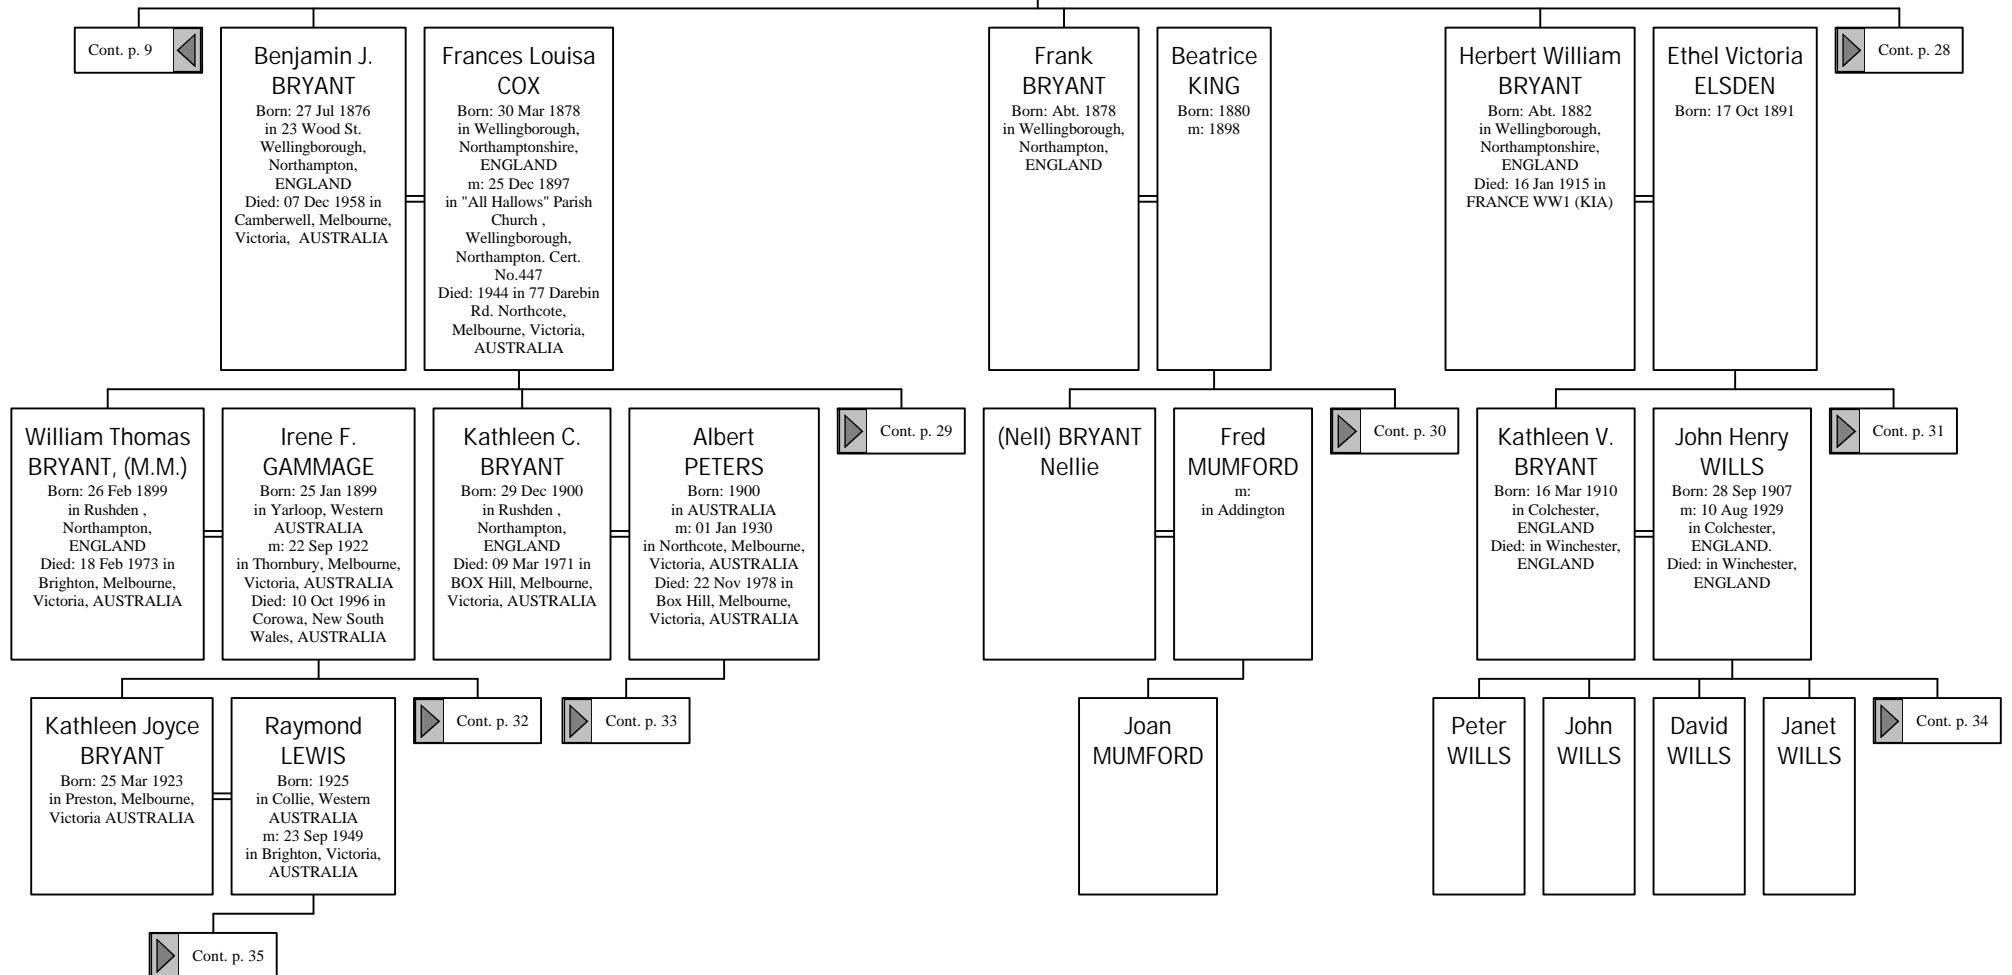 Cont. p. 9
Benjamin J.
BRYANT
Born: 27 Jul 1876
in 23 Wood St.
Wellingborough,
Northampton,
ENGLAND
Died: 07 Dec 1958 in
Camberwell, Melbourne,
Victoria, AUSTRALIA
Frances Louisa
COX
Born: 30 Mar 1878
in Wellingborough,
Northamptonshire,
ENGLAND
m: 25 Dec 1897
in "All Hallows" Parish
Church ,
Wellingborough,
Northampton. Cert.
No.447
Died: 1944 in 77 Darebin
Rd. Northcote,
Melbourne, Victoria,
AUSTRALIA
Frank
BRYANT
Born: Abt. 1878
in Wellingborough,
Northampton,
ENGLAND
Beatrice
KING
Born: 1880
m: 1898
Herbert William
BRYANT
Born: Abt. 1882
in Wellingborough,
Northamptonshire,
ENGLAND
Died: 16 Jan 1915 in
FRANCE WW1 (KIA)
Ethel Victoria
ELSDEN
Born: 17 Oct 1891
Cont. p. 28
William Thomas
BRYANT, (M.M.)
Born: 26 Feb 1899
in Rushden ,
Northampton,
ENGLAND
Died: 18 Feb 1973 in
Brighton, Melbourne,
Victoria, AUSTRALIA
Irene F.
GAMMAGE
Born: 25 Jan 1899
in Yarloop, Western
AUSTRALIA
m: 22 Sep 1922
in Thornbury, Melbourne,
Victoria, AUSTRALIA
Died: 10 Oct 1996 in
Corowa, New South
Wales, AUSTRALIA
Kathleen C.
BRYANT
Born: 29 Dec 1900
in Rushden ,
Northampton,
ENGLAND
Died: 09 Mar 1971 in
BOX Hill, Melbourne,
Victoria, AUSTRALIA
Albert
PETERS
Born: 1900
in AUSTRALIA
m: 01 Jan 1930
in Northcote, Melbourne,
Victoria, AUSTRALIA
Died: 22 Nov 1978 in
Box Hill, Melbourne,
Victoria, AUSTRALIA
Cont. p. 29
(Nell) BRYANT
Nellie
Fred
MUMFORD
m:
in Addington
Cont. p. 30
Kathleen V.
BRYANT
Born: 16 Mar 1910
in Colchester,
ENGLAND
Died: in Winchester,
ENGLAND
John Henry
WILLS
Born: 28 Sep 1907
m: 10 Aug 1929
in Colchester,
ENGLAND.
Died: in Winchester,
ENGLAND
Cont. p. 31
Kathleen Joyce
BRYANT
Born: 25 Mar 1923
in Preston, Melbourne,
Victoria AUSTRALIA
Raymond
LEWIS
Born: 1925
in Collie, Western
AUSTRALIA
m: 23 Sep 1949
in Brighton, Victoria,
AUSTRALIA
Cont. p. 32
Cont. p. 33
Joan
MUMFORD
Peter
WILLS
John
WILLS
David
WILLS
Janet
WILLS
Cont. p. 34
Cont. p. 35